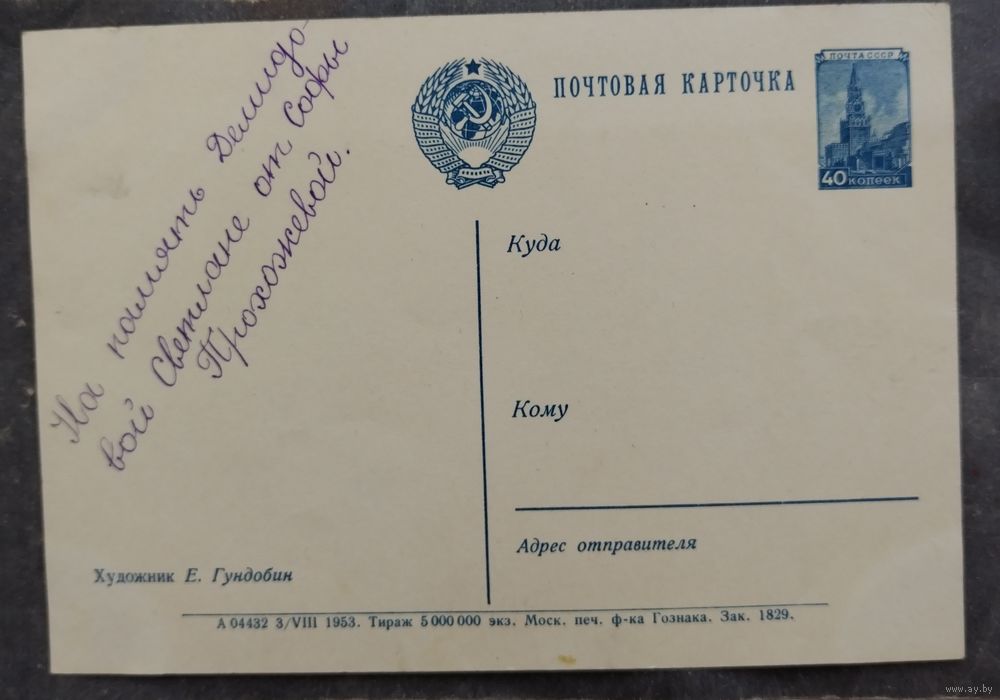 На память Демидо-
вой Светлане от Софы
Прохожевой.
ПОЧТОВАЯ КАРТОЧКА
ПОЧТА СССР
40 КОПЕЕК
Куда
Кому
Адрес отправителя
Художник Е. Гундобин
А 04432 3/VIII 1953. Тираж 5 000 000 экз. Моск. печ. ф-ка Гознака. Зак. 1829.
www.ay.by